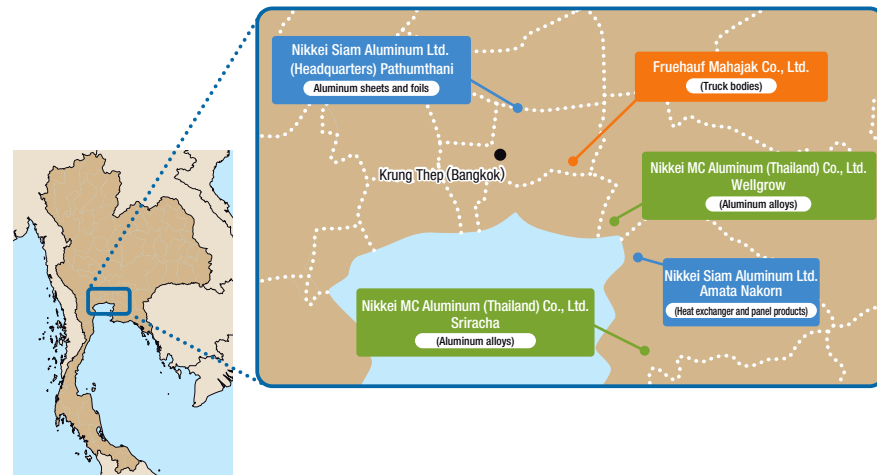 Nikkei Siam Aluminum Ltd.
(Headquarters) Pathumthani
Aluminum sheets and foils
Fruehauf Mahajak Co., Ltd.
(Truck bodies)
Krung Thep (Bangkok)
Nikkei MC Aluminum (Thailand) Co., Ltd.
Wellgrow
(Aluminum alloys)
Nikkei Siam Aluminum Ltd.
Amata Nakorn
(Heat exchanger and panel products)
Nikkei MC Aluminum (Thailand) Co., Ltd.
Sriracha
(Aluminum alloys)